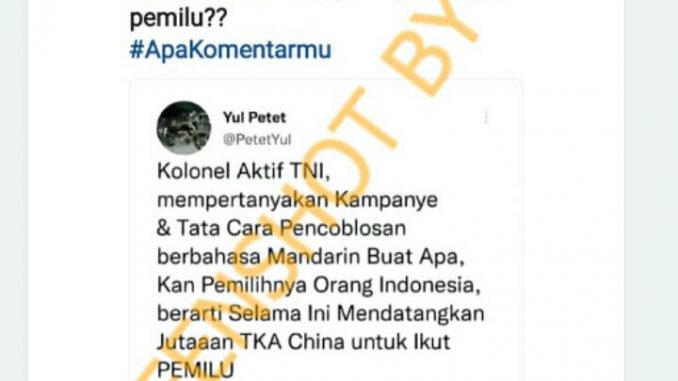 pemilu??
#ApaKomentarmu
Yul Petet
@PetetYul
Kolonel Aktif TNI,
mempertanyakan Kampanye
& Tata Cara Pencoblosan
berbahasa Mandarin Buat Apa,
Kan Pemilihnya Orang Indonesia,
berarti Selama Ini Mendatangkan
Jutaaan TKA China untuk Ikut
PEMILU
EENSHOT BY